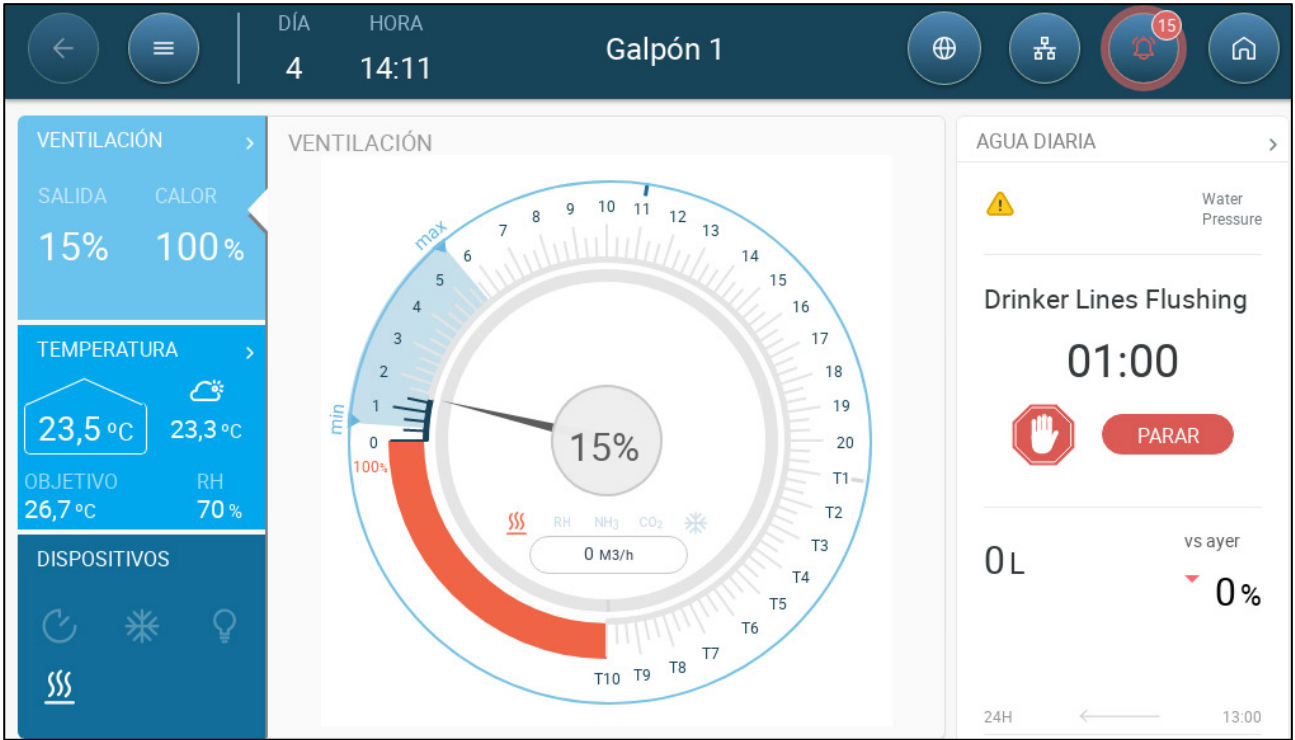 DÍA HORA
4 14:11
Galpón 1
15
VENTILACIÓN
SALIDA CALOR
15% 100 %
TEMPERATURA
23,5 °C 23,3 °C
OBJETIVO RH
26,7 °C 70 %
DISPOSITIVOS
VENTILACIÓN
min
max
0
1
2
3
4
5
6
7
8
9
10
11
12
13
14
15
16
17
18
19
20
T1
T2
T3
T4
T5
T6
T7
T8
T9
T10
100%
15%
RH NH3 CO2
0 M3/h
AGUA DIARIA
Water
Pressure
Drinker Lines Flushing
01:00
PARAR
0 L
vs ayer
0 %
24H 13:00